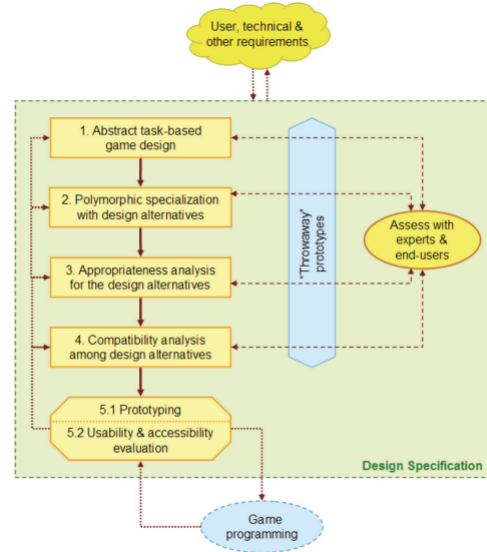 User, technical &
other requirements
1. Abstract task-based
game design
2. Polymorphic specialization
with design alternatives
3. Appropriateness analysis
for the design alternatives
4. Compatibility analysis
among design alternatives
"Throwaway"
prototypes
Assess with
experts &
end-users
5.1 Prototyping
5.2 Usability & accessibility
evaluation
Design Specification
Game
programming